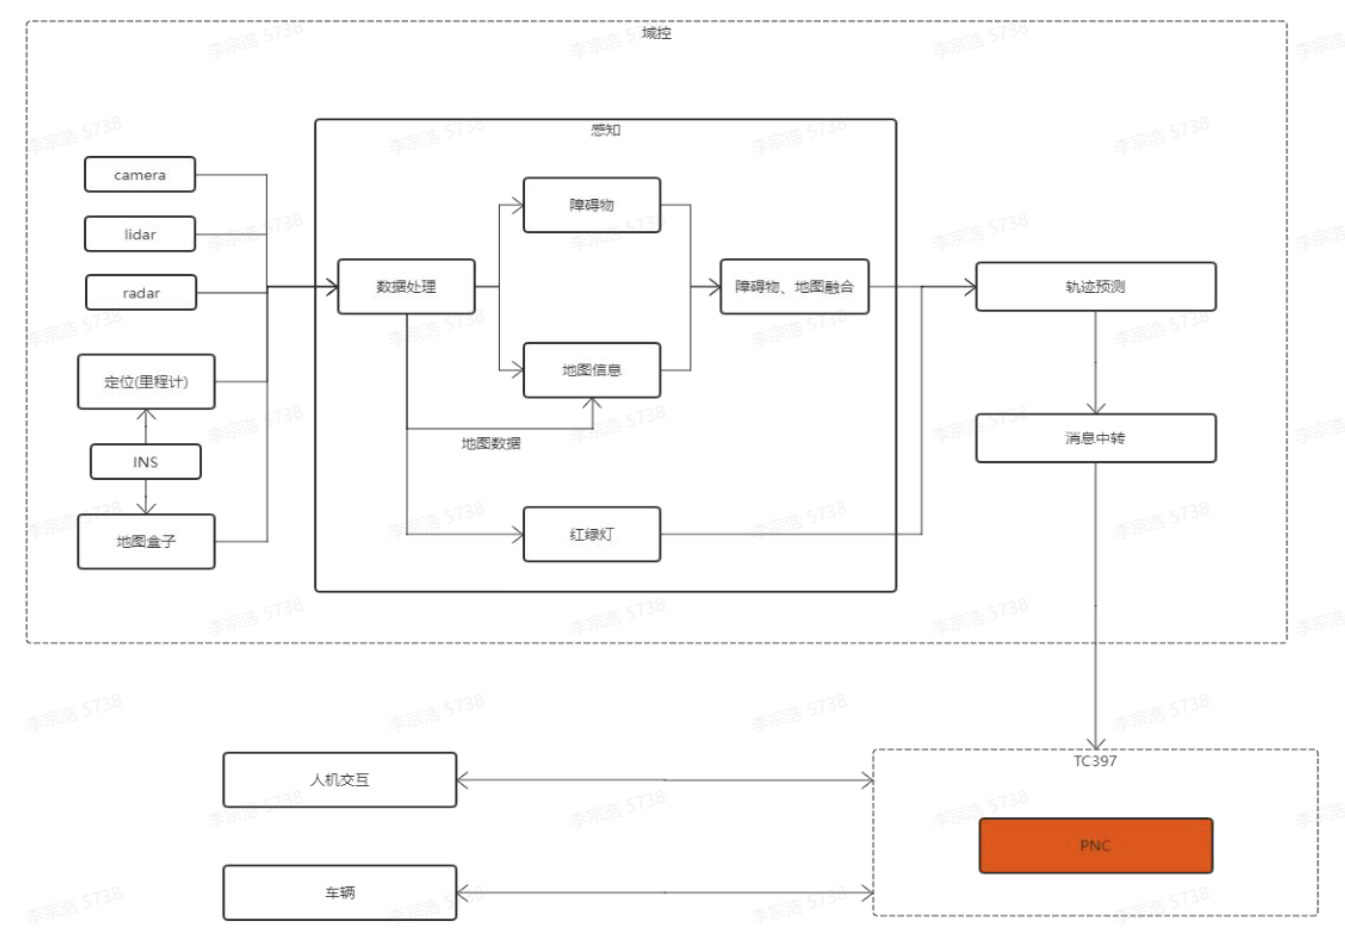 域控
感知
camera
lidar
radar
定位(里程计)
INS
地图盒子
数据处理
障碍物
地图信息
地图数据
红绿灯
障碍物、地图融合
轨迹预测
消息中转
人机交互
车辆
TC397
PNC
李宗浩 5738